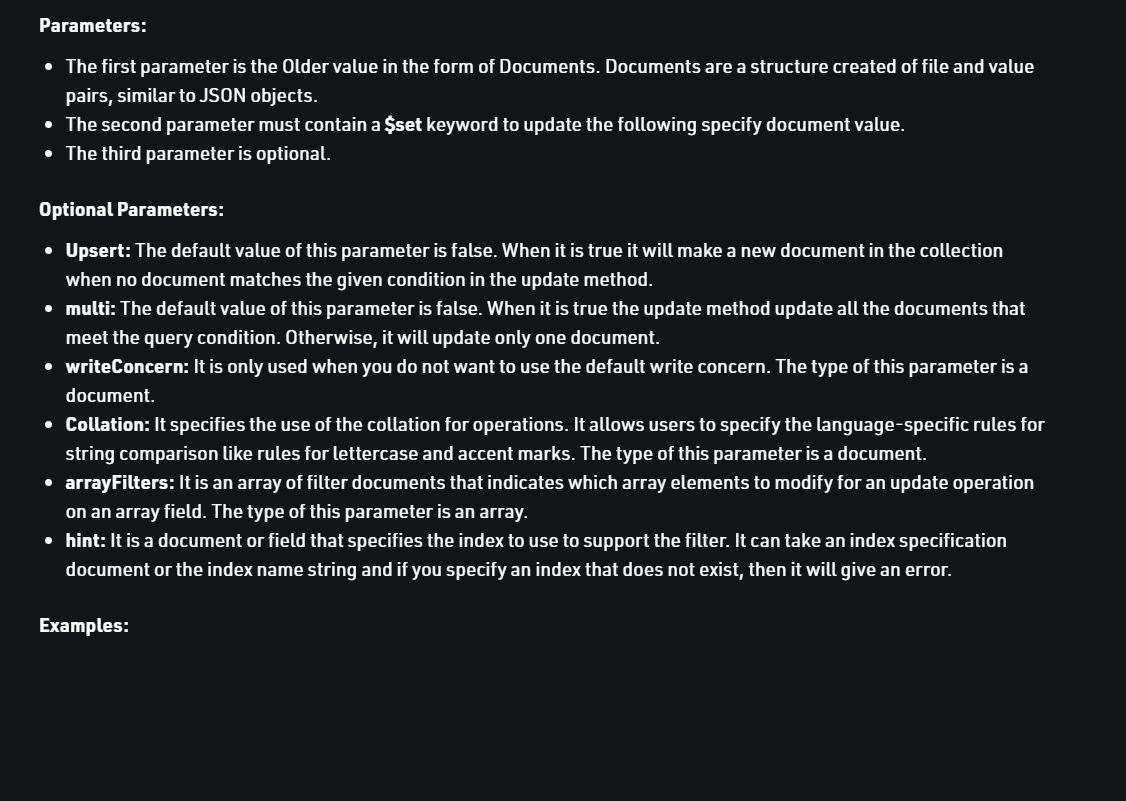 Parameters:
• The first parameter is the Older value in the form of Documents. Documents are a structure created of file and value
pairs, similar to JSON objects.
• The second parameter must contain a $set keyword to update the following specify document value.
• The third parameter is optional.
Optional Parameters:
• Upsert: The default value of this parameter is false. When it is true it will make a new document in the collection
when no document matches the given condition in the update method.
• multi: The default value of this parameter is false. When it is true the update method update all the documents that
meet the query condition. Otherwise, it will update only one document.
• writeConcern: It is only used when you do not want to use the default write concern. The type of this parameter is a
document.
• Collation: It specifies the use of the collation for operations. It allows users to specify the language-specific rules for
string comparison like rules for lettercase and accent marks. The type of this parameter is a document.
• arrayFilters: It is an array of filter documents that indicates which array elements to modify for an update operation
on an array field. The type of this parameter is an array.
• hint: It is a document or field that specifies the index to use to support the filter. It can take an index specification
document or the index name string and if you specify an index that does not exist, then it will give an error.
Examples: